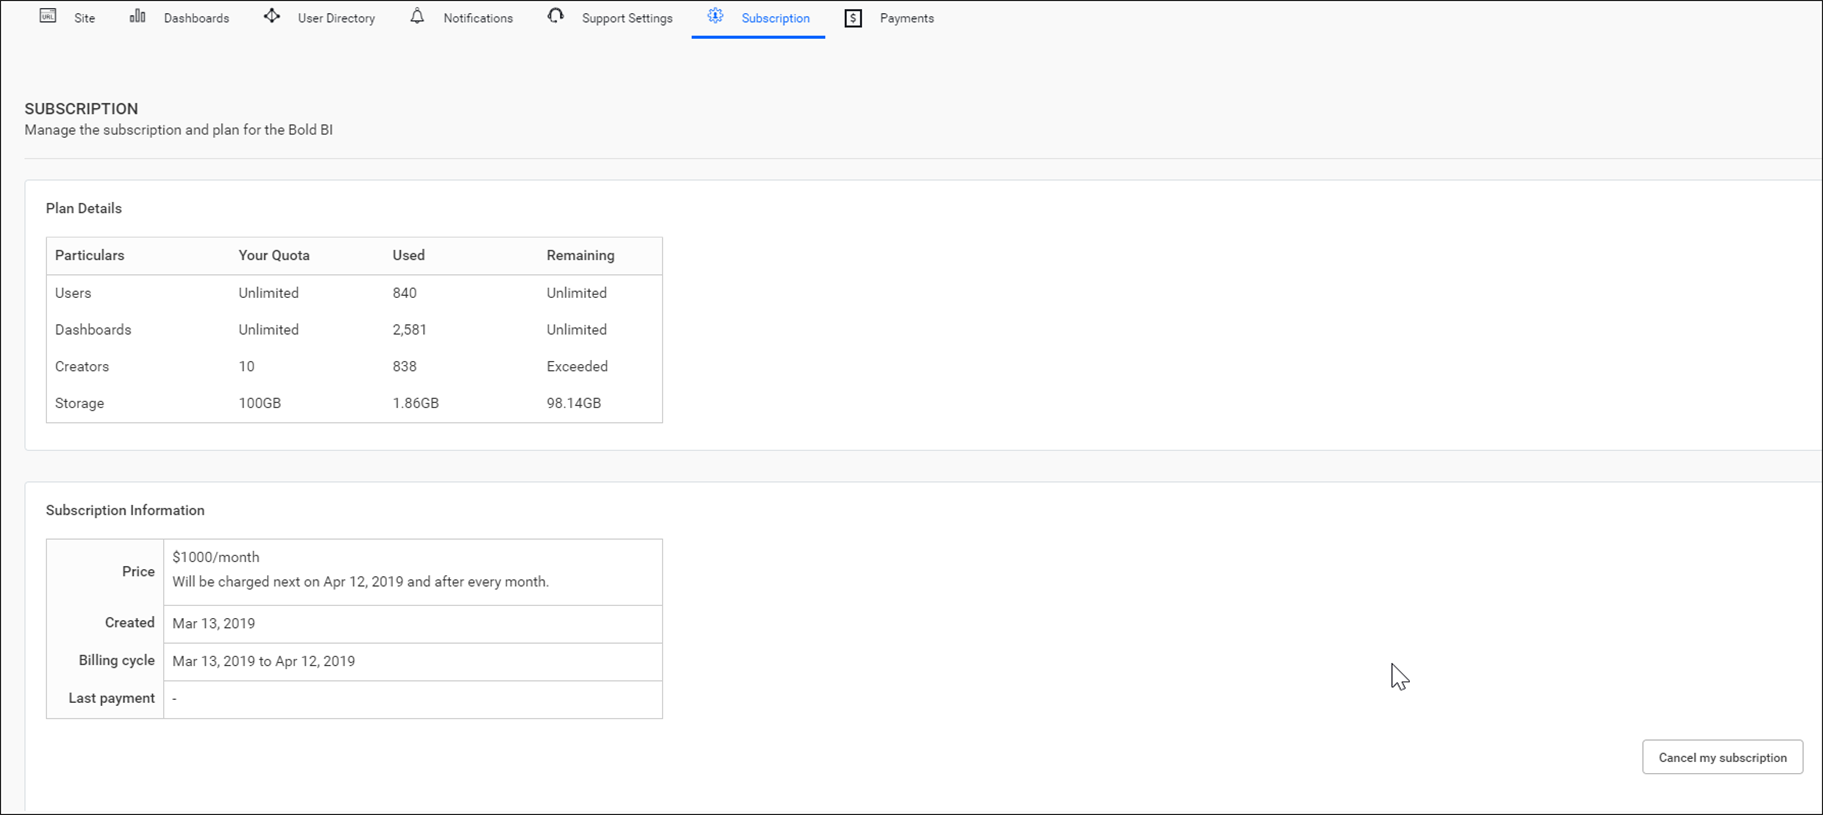 URL Site Dashboards User Directory Notifications Support Settings Subscription $ Payments
SUBSCRIPTION
Manage the subscription and plan for the Bold BI
Plan Details
Particulars Your Quota Used Remaining
Users Unlimited 840 Unlimited
Dashboards Unlimited 2,581 Unlimited
Creators 10 838 Exceeded
Storage 100GB 1.86GB 98.14GB
Subscription Information
Price $1000/month
Will be charged next on Apr 12, 2019 and after every month.
Created Mar 13, 2019
Billing cycle Mar 13, 2019 to Apr 12, 2019
Last payment -
Cancel my subscription